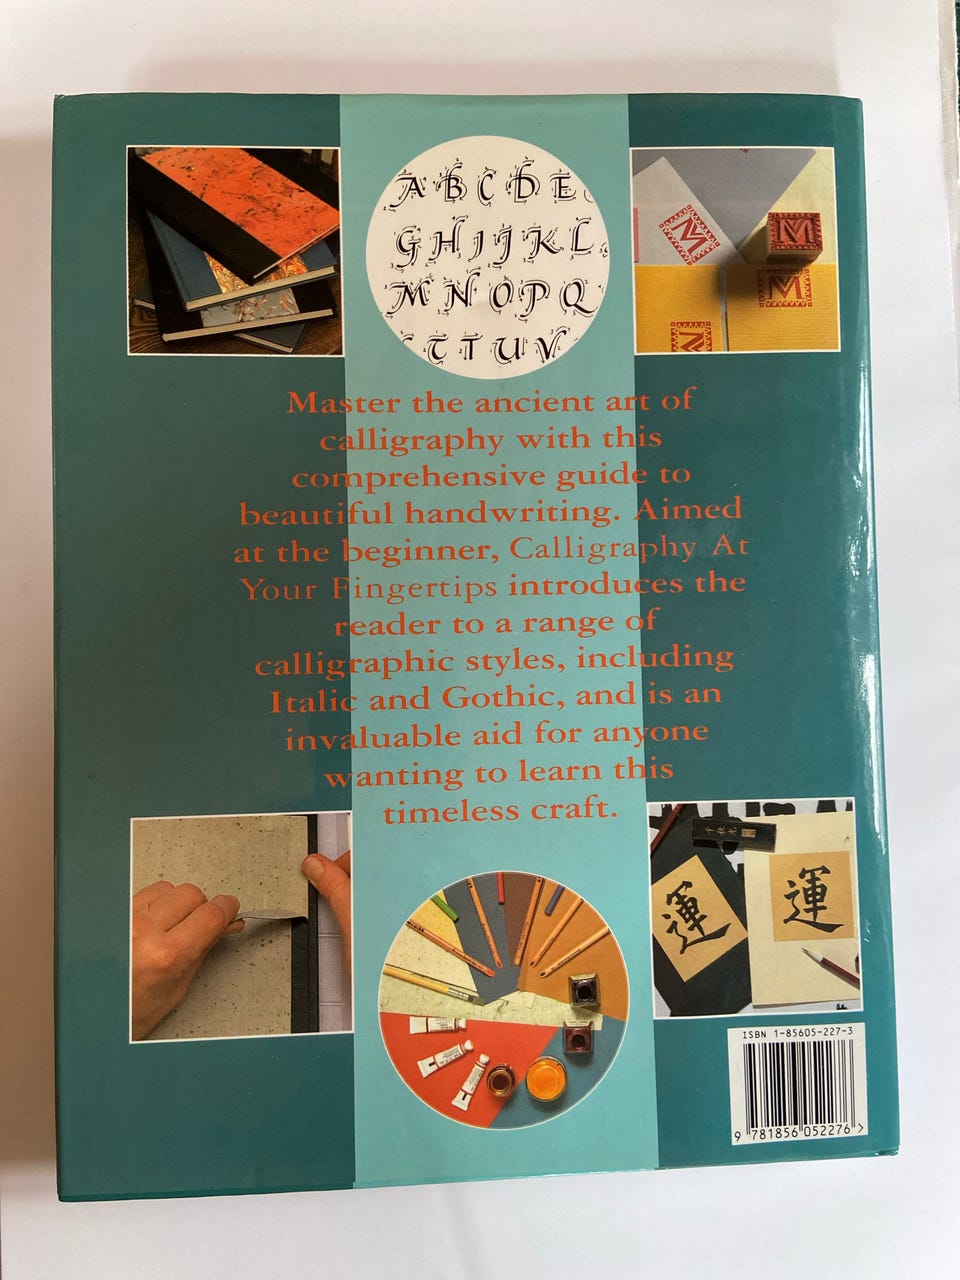 A B C D E
G H I J K L
M N O P Q
T T U V
M
M
M
M
Master the ancient art of
calligraphy with this
comprehensive guide to
beautiful handwriting. Aimed
at the beginner, Calligraphy At
Your Fingertips introduces the
reader to a range of
calligraphic styles, including
Italic and Gothic, and is an
invaluable aid for anyone
wanting to learn this
timeless craft.
運
運
ISBN 1-85605-227-3
9 781856 052276 >